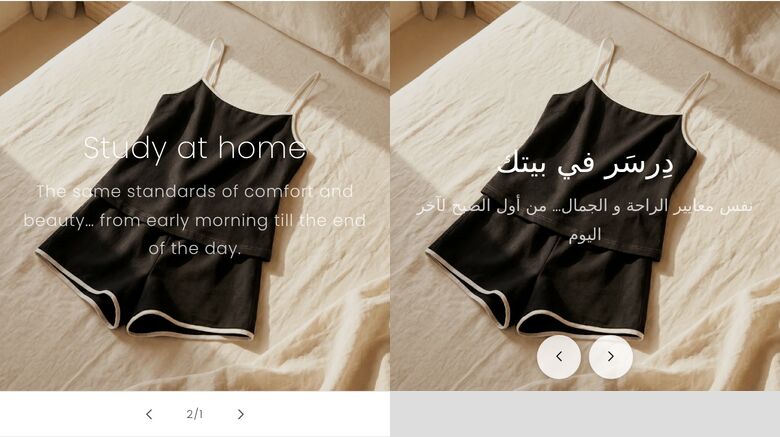 Study at home
The same standards of comfort and
beauty... from early morning till the end
of the day.
2/1
دِرسَر في بيتك
نفس معايير الراحة و الجمال... من أول الصبح لآخر
اليوم